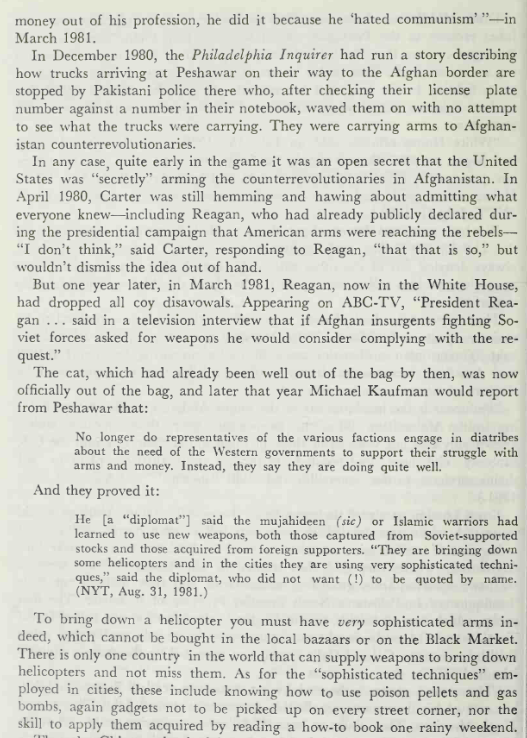 money out of his profession, he did it because he 'hated communism' "—in
March 1981.
In December 1980, the Philadelphia Inquirer had run a story describing
how trucks arriving at Peshawar on their way to the Afghan border are
stopped by Pakistani police there who, after checking their license plate
number against a number in their notebook, waved them on with no attempt
to see what the trucks were carrying. They were carrying arms to Afghan-
istan counterrevolutionaries.
In any case, quite early in the game it was an open secret that the United
States was "secretly" arming the counterrevolutionaries in Afghanistan. In
April 1980, Carter was still hemming and hawing about admitting what
everyone knew—including Reagan, who had already publicly declared dur-
ing the presidential campaign that American arms were reaching the rebels—
"I don't think," said Carter, responding to Reagan, "that that is so," but
wouldn't dismiss the idea out of hand.
But one year later, in March 1981, Reagan, now in the White House,
had dropped all coy disavowals. Appearing on ABC-TV, "President Rea-
gan ... said in a television interview that if Afghan insurgents fighting So-
viet forces asked for weapons he would consider complying with the re-
quest."
The cat, which had already been well out of the bag by then, was now
officially out of the bag, and later that year Michael Kaufman would report
from Peshawar that:
No longer do representatives of the various factions engage in diatribes
about the need of the Western governments to support their struggle with
arms and money. Instead, they say they are doing quite well.
And they proved it:
He [a "diplomat"] said the mujahideen (sic) or Islamic warriors had
learned to use new weapons, both those captured from Soviet-supported
stocks and those acquired from foreign supporters. "They are bringing down
some helicopters and in the cities they are using very sophisticated techni-
ques," said the diplomat, who did not want (!) to be quoted by name.
(NYT, Aug. 31, 1981.)
To bring down a helicopter you must have very sophisticated arms in-
deed, which cannot be bought in the local bazaars or on the Black Market.
There is only one country in the world that can supply weapons to bring down
helicopters and not miss them. As for the "sophisticated techniques" em-
ployed in cities, these include knowing how to use poison pellets and gas
bombs, again gadgets not to be picked up on every street corner, nor the
skill to apply them acquired by reading a how-to book one rainy weekend.